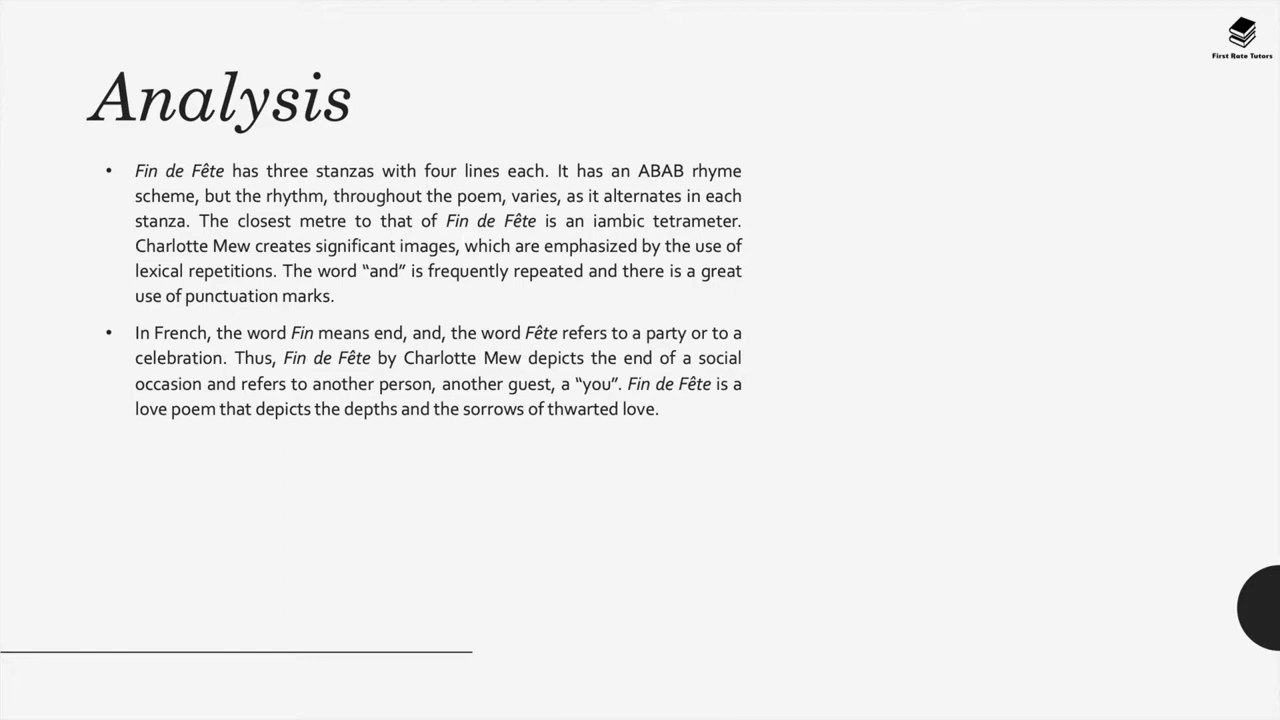 First Rate Tutors
Analysis
• Fin de Fête has three stanzas with four lines each. It has an ABAB rhyme
scheme, but the rhythm, throughout the poem, varies, as it alternates in each
stanza. The closest metre to that of Fin de Fête is an iambic tetrameter.
Charlotte Mew creates significant images, which are emphasized by the use of
lexical repetitions. The word “and” is frequently repeated and there is a great
use of punctuation marks.
• In French, the word Fin means end, and, the word Fête refers to a party or to a
celebration. Thus, Fin de Fête by Charlotte Mew depicts the end of a social
occasion and refers to another person, another guest, a “you”. Fin de Fête is a
love poem that depicts the depths and the sorrows of thwarted love.